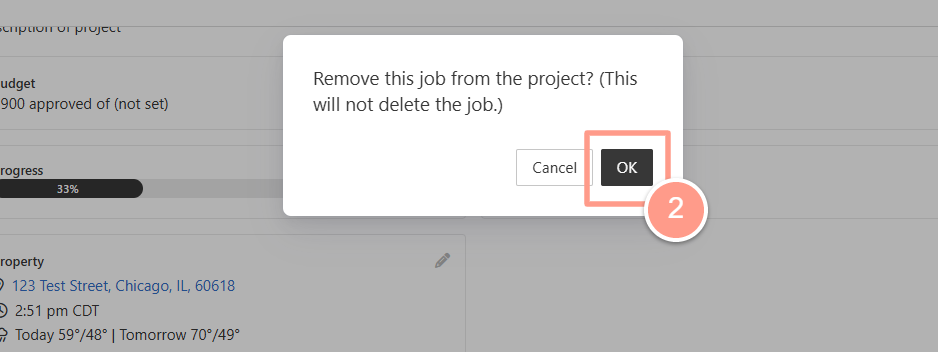 scription of project
udget
900 approved of (not set)
Remove this job from the project? (This
will not delete the job.)
Cancel
OK
2
rogress
33%
roperty
123 Test Street, Chicago, IL, 60618
2:51 pm CDT
Today 59°/48° | Tomorrow 70°/49°